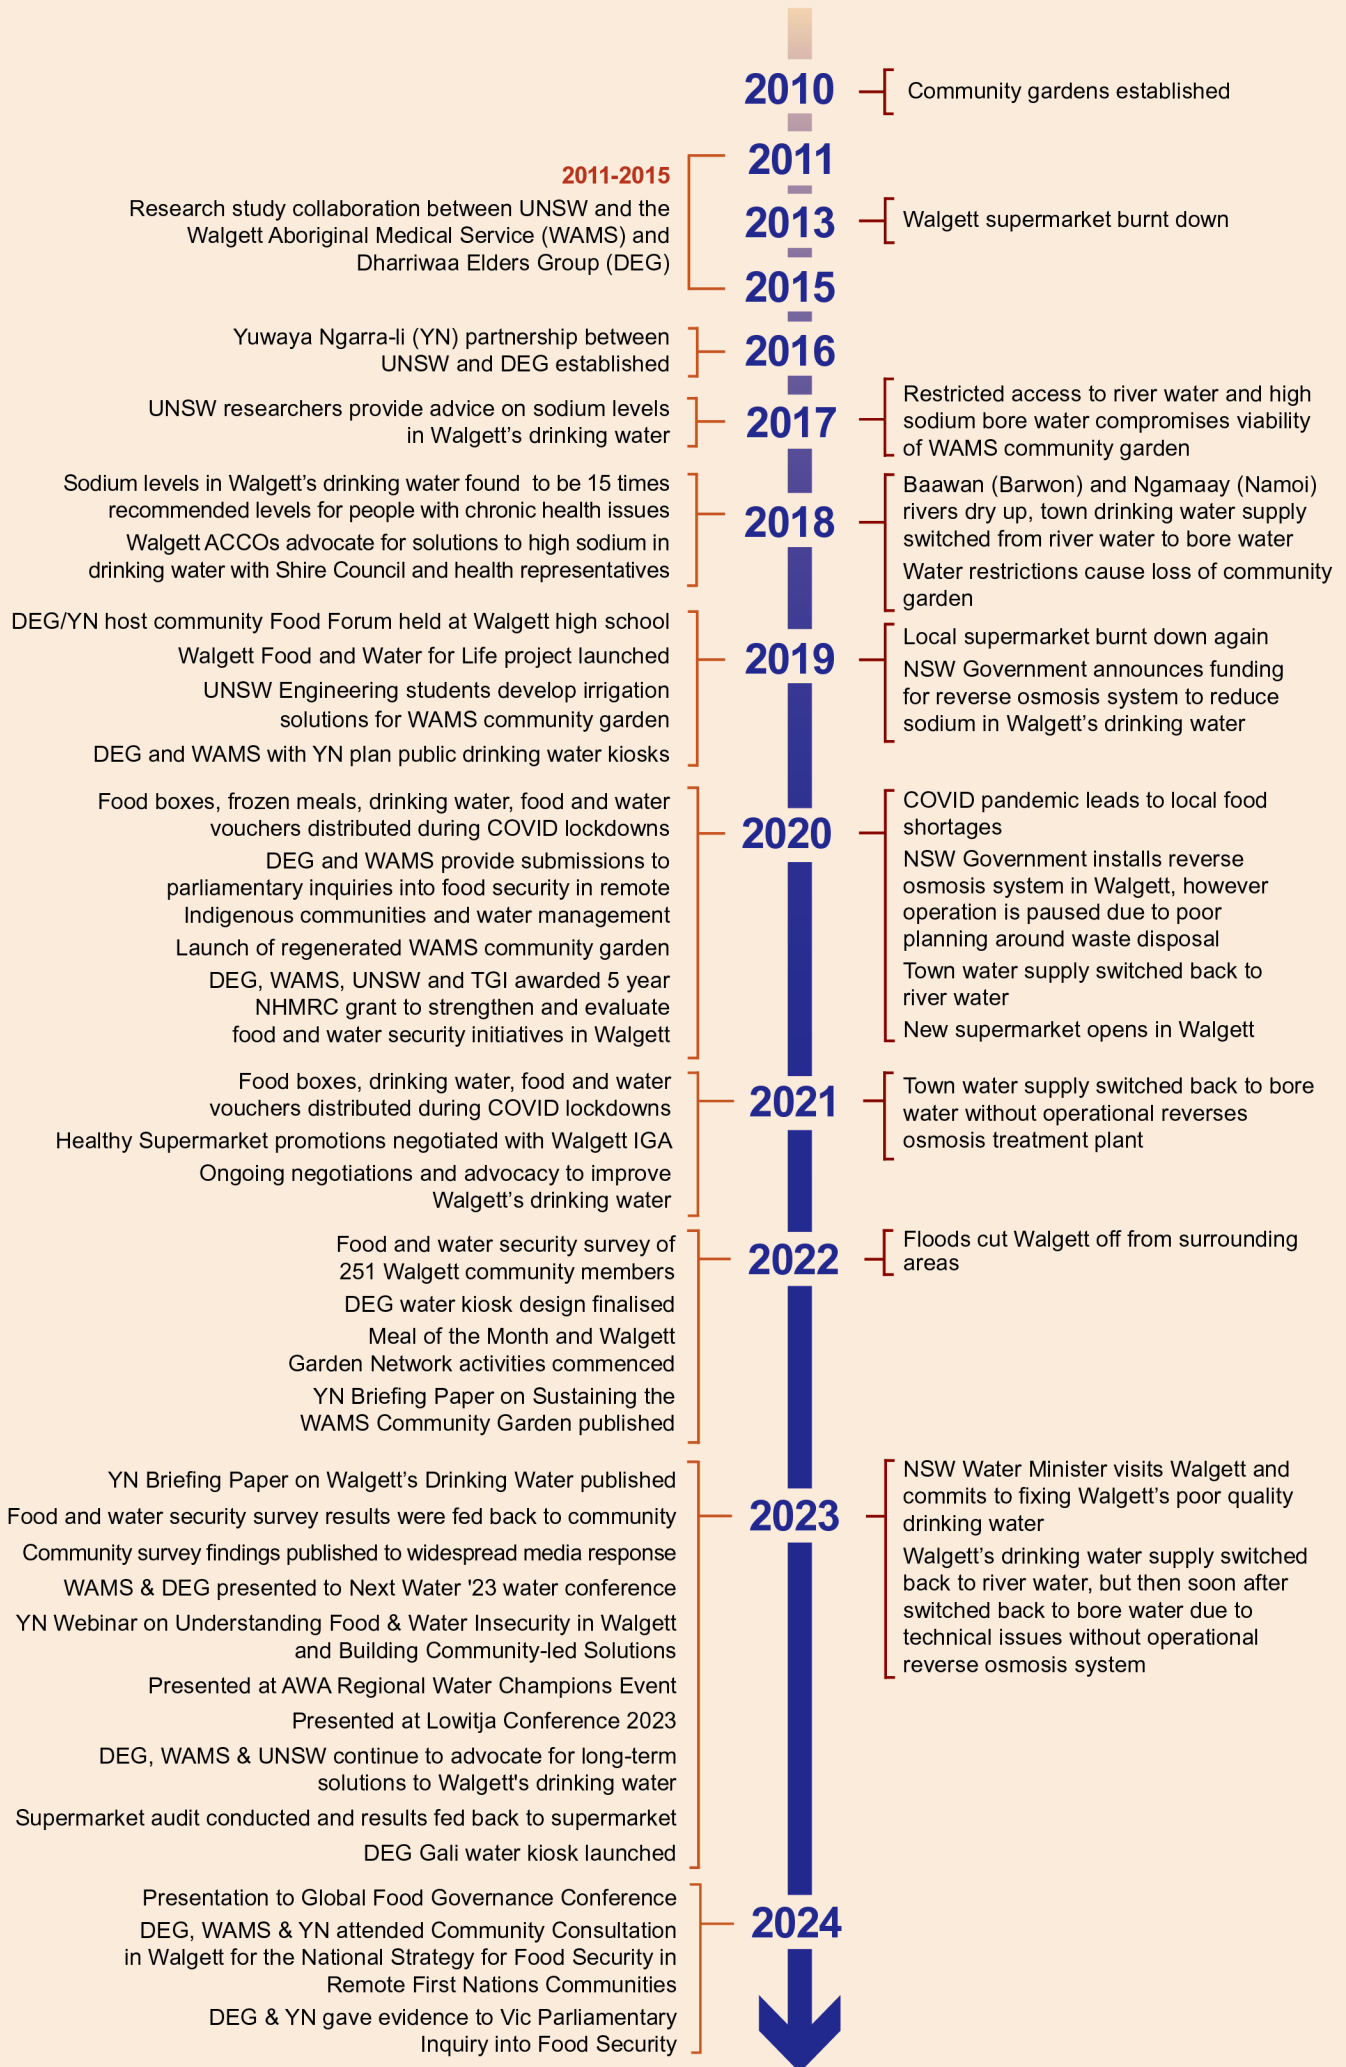 2010
Community gardens established
2011
2011-2015
Research study collaboration between UNSW and the
Walgett Aboriginal Medical Service (WAMS) and
Dharriwaa Elders Group (DEG)
2013
Walgett supermarket burnt down
2015
Yuwaya Ngarra-li (YN) partnership between
UNSW and DEG established
2016
UNSW researchers provide advice on sodium levels
in Walgett’s drinking water
2017
Restricted access to river water and high
sodium bore water compromises viability
of WAMS community garden
Sodium levels in Walgett’s drinking water found  to be 15 times
recommended levels for people with chronic health issues
Walgett ACCOs advocate for solutions to high sodium in
drinking water with Shire Council and health representatives
2018
Baawan (Barwon) and Ngamaay (Namoi)
rivers dry up, town drinking water supply
switched from river water to bore water
Water restrictions cause loss of community
garden
DEG/YN host community Food Forum held at Walgett high school
Walgett Food and Water for Life project launched
UNSW Engineering students develop irrigation
solutions for WAMS community garden
DEG and WAMS with YN plan public drinking water kiosks
2019
Local supermarket burnt down again
NSW Government announces funding
for reverse osmosis system to reduce
sodium in Walgett’s drinking water
Food boxes, frozen meals, drinking water, food and water
vouchers distributed during COVID lockdowns
DEG and WAMS provide submissions to
parliamentary inquiries into food security in remote
Indigenous communities and water management
Launch of regenerated WAMS community garden
DEG, WAMS, UNSW and TGI awarded 5 year
NHMRC grant to strengthen and evaluate
food and water security initiatives in Walgett
2020
COVID pandemic leads to local food
shortages
NSW Government installs reverse
osmosis system in Walgett, however
operation is paused due to poor
planning around waste disposal
Town water supply switched back to
river water
New supermarket opens in Walgett
Food boxes, drinking water, food and water
vouchers distributed during COVID lockdowns
Healthy Supermarket promotions negotiated with Walgett IGA
Ongoing negotiations and advocacy to improve
Walgett’s drinking water
2021
Town water supply switched back to bore
water without operational reverses
osmosis treatment plant
Food and water security survey of
251 Walgett community members
DEG water kiosk design finalised
Meal of the Month and Walgett
Garden Network activities commenced
YN Briefing Paper on Sustaining the
WAMS Community Garden published
2022
Floods cut Walgett off from surrounding
areas
YN Briefing Paper on Walgett’s Drinking Water published
Food and water security survey results were fed back to community
Community survey findings published to widespread media response
WAMS & DEG presented to Next Water '23 water conference
YN Webinar on Understanding Food & Water Insecurity in Walgett
and Building Community-led Solutions
Presented at AWA Regional Water Champions Event
Presented at Lowitja Conference 2023
DEG, WAMS & UNSW continue to advocate for long-term
solutions to Walgett's drinking water
Supermarket audit conducted and results fed back to supermarket
DEG Gali water kiosk launched
2023
NSW Water Minister visits Walgett and
commits to fixing Walgett’s poor quality
drinking water
Walgett’s drinking water supply switched
back to river water, but then soon after
switched back to bore water due to
technical issues without operational
reverse osmosis system
Presentation to Global Food Governance Conference
DEG, WAMS & YN attended Community Consultation
in Walgett for the National Strategy for Food Security in
Remote First Nations Communities
DEG & YN gave evidence to Vic Parliamentary
Inquiry into Food Security
2024